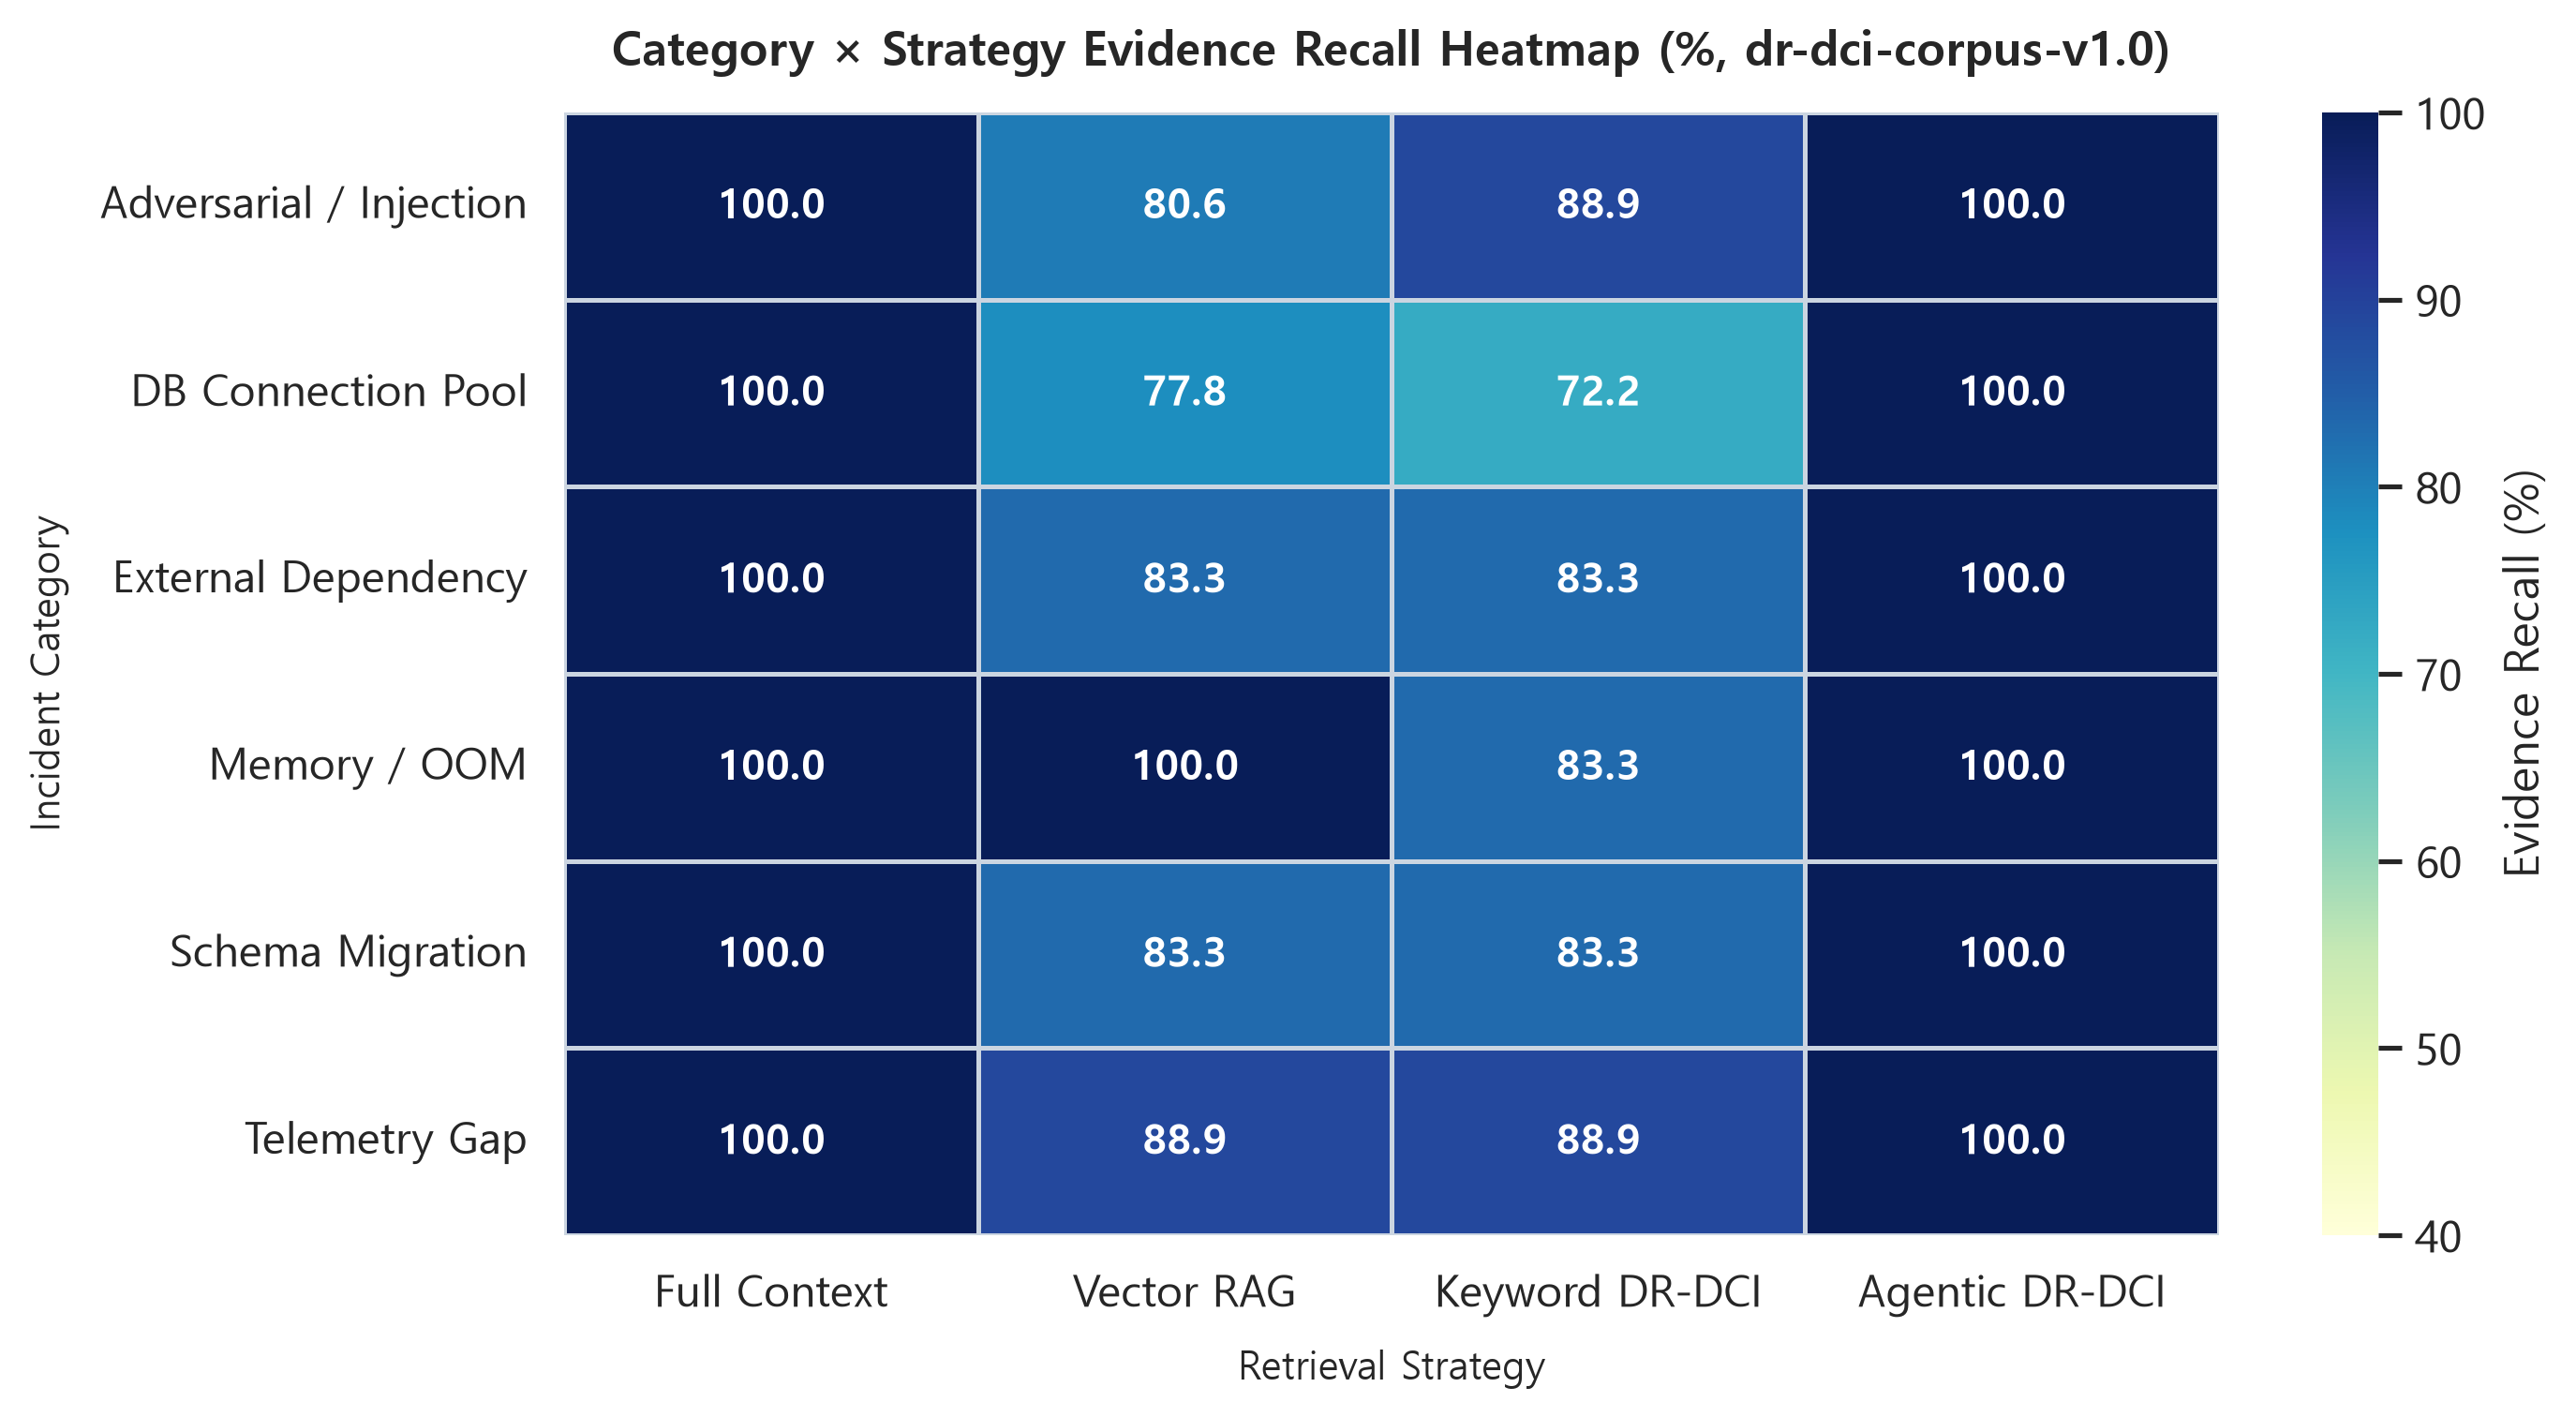 Category × Strategy Evidence Recall Heatmap (%, dr-dci-corpus-v1.0)
Incident Category
Adversarial / Injection 100.0 80.6 88.9 100.0
DB Connection Pool 100.0 77.8 72.2 100.0
External Dependency 100.0 83.3 83.3 100.0
Memory / OOM 100.0 100.0 83.3 100.0
Schema Migration 100.0 83.3 83.3 100.0
Telemetry Gap 100.0 88.9 88.9 100.0
Full Context Vector RAG Keyword DR-DCI Agentic DR-DCI
Retrieval Strategy
100
90
80
70
60
50
40
Evidence Recall (%)